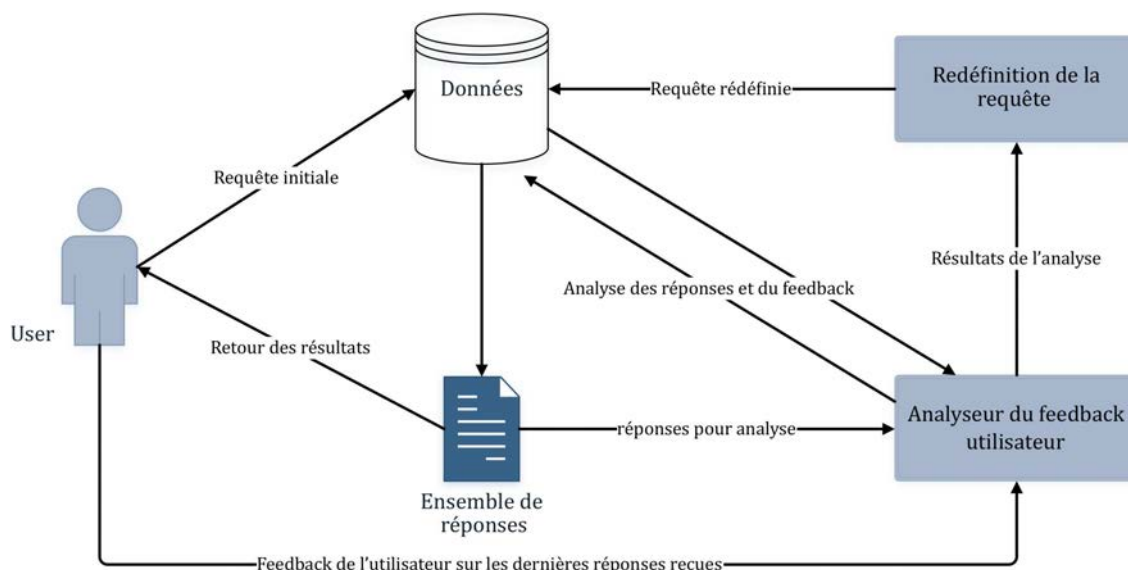 Données
Requête rédéfinie
Redéfinition de la
requête
Requête initiale
Analyse des réponses et du feedback
Résultats de l'analyse
User
Retour des résultats
réponses pour analyse
Analyseur du feedback
utilisateur
Ensemble de
réponses
Feedback de l'utilisateur sur les dernières réponses reçues